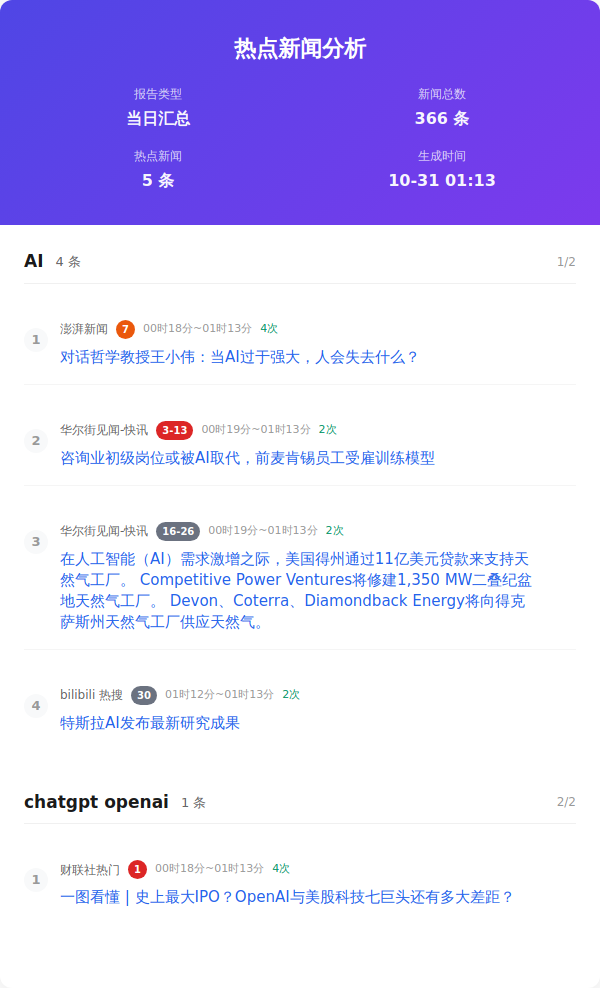 热点新闻分析
报告类型
新闻总数
当日汇总
366 条
热点新闻
生成时间
5 条
10-31 01:13
AI 4 条 1/2
1
澎湃新闻 7 00时18分~01时13分 4次
对话哲学教授王小伟：当AI过于强大，人会失去什么？
2
华尔街见闻-快讯 3-13 00时19分~01时13分 2次
咨询业初级岗位或被AI取代，前麦肯锡员工受雇训练模型
3
华尔街见闻-快讯 16-26 00时19分~01时13分 2次
在人工智能（AI）需求激增之际，美国得州通过11亿美元贷款来支持天
然气工厂。 Competitive Power Ventures将修建1,350 MW二叠纪盆
地天然气工厂。 Devon、Coterra、Diamondback Energy将向得克
萨斯州天然气工厂供应天然气。
4
bilibili 热搜 30 01时12分~01时13分 2次
特斯拉AI发布最新研究成果
chatgpt openai 1 条 2/2
1
财联社热门 1 00时18分~01时13分 4次
一图看懂 | 史上最大IPO？OpenAI与美股科技七巨头还有多大差距？